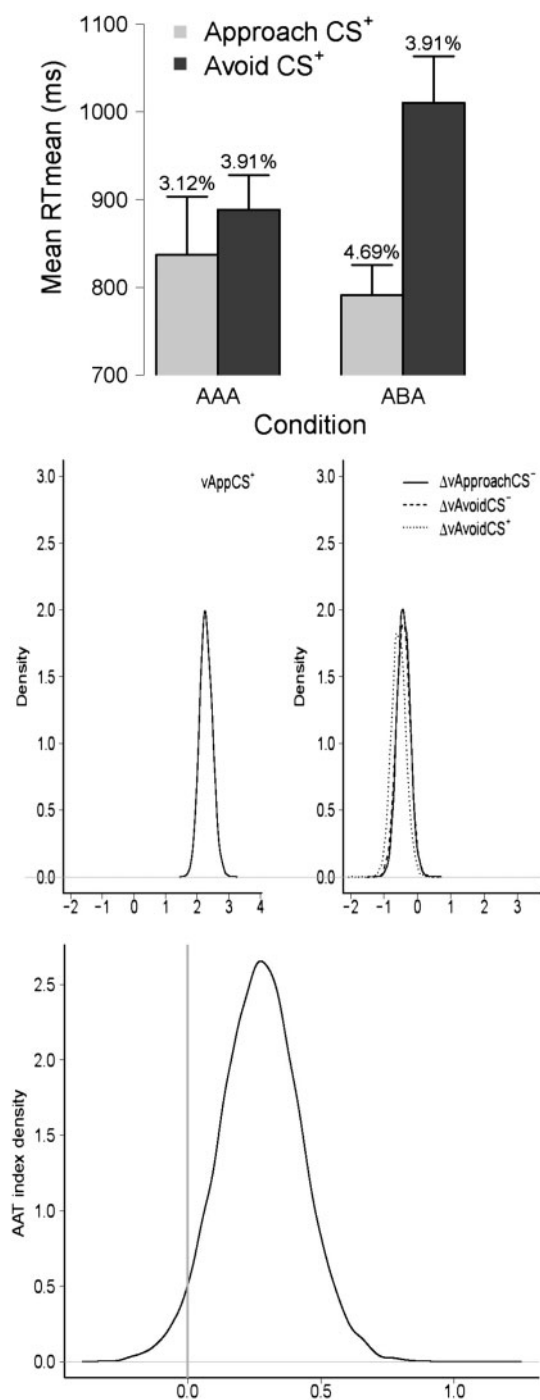 1100
1000
900
800
700
Mean RTmean (ms)
Approach CS+
Avoid CS+
3.12%
3.91%
4.69%
3.91%
AAA
ABA
Condition
3.0
2.5
2.0
1.5
1.0
0.5
0.0
Density
vAppCS+
−2 −1 0 1 2 3 4
3.0
2.5
2.0
1.5
1.0
0.5
0.0
Density
ΔvApproachCS−
ΔvAvoidCS−
ΔvAvoidCS+
−2 −1 0 1 2 3
2.5
2.0
1.5
1.0
0.5
0.0
AAT index density
0.0 0.5 1.0